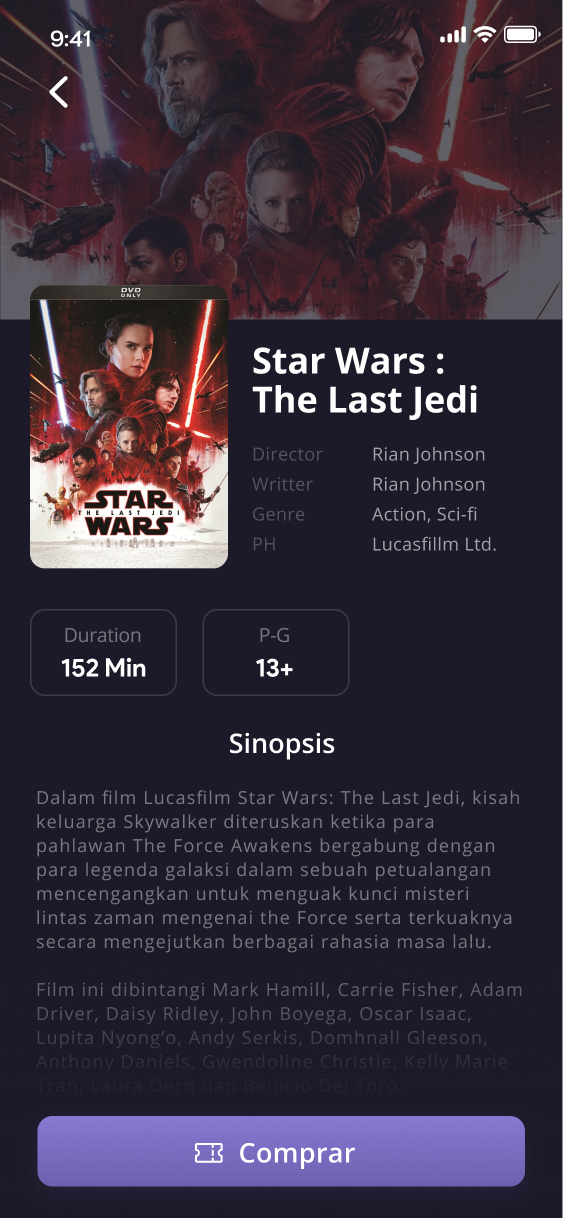 9:41
DVD
ONLY
STAR
THE LAST JEDI
WARS
Star Wars :
The Last Jedi
Director Rian Johnson
Writter Rian Johnson
Genre Action, Sci-fi
PH Lucasfillm Ltd.
Duration P-G
152 Min 13+
Sinopsis
Dalam film Lucasfilm Star Wars: The Last Jedi, kisah
keluarga Skywalker diteruskan ketika para
pahlawan The Force Awakens bergabung dengan
para legenda galaksi dalam sebuah petualangan
mencengangkan untuk menguak kunci misteri
lintas zaman mengenai the Force serta terkuaknya
secara mengejutkan berbagai rahasia masa lalu.
Film ini dibintangi Mark Hamill, Carrie Fisher, Adam
Driver, Daisy Ridley, John Boyega, Oscar Isaac,
Lupita Nyong’o, Andy Serkis, Domhnall Gleeson,
Anthony Daniels, Gwendoline Christie, Kelly Marie
Tran, Laura Dern dan Benicio Del Toro.
Comprar